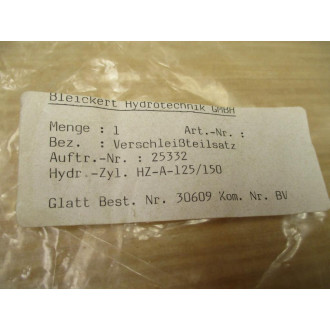 Bleickert Hydrotechnik GMBH
Menge : 1 Art.-Nr. :
Bez. : Verschleißteilsatz
Auftr.-Nr. : 25332
Hydr.-Zyl. HZ-A-125/150
Glatt Best. Nr. 30609 Kom. Nr. BV